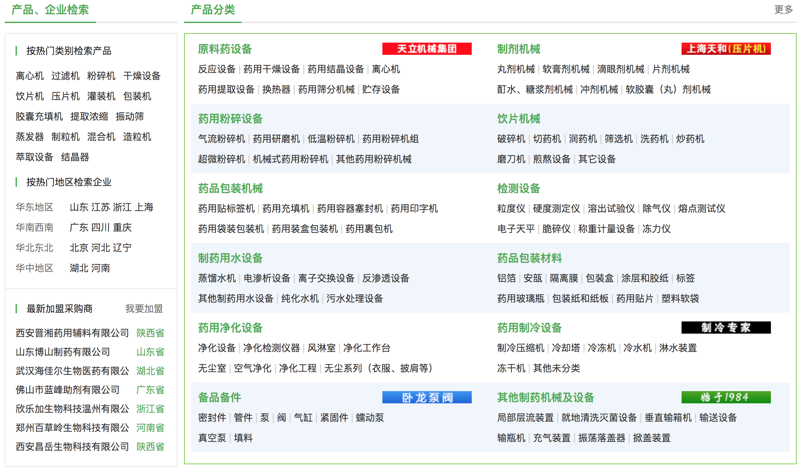 产品、企业检索
按热门类别检索产品
离心机 过滤机 粉碎机 干燥设备
饮片机 压片机 灌装机 包装机
胶囊充填机 提取浓缩 振动筛
蒸发器 制粒机 混合机 造粒机
萃取设备 结晶器
按热门地区检索企业
华东地区 山东 江苏 浙江 上海
华南西南 广东 四川 重庆
华北东北 北京 河北 辽宁
华中地区 湖北 河南
最新加盟采购商 我要加盟
西安晋湘药用辅料有限公司 陕西省
山东博山制药有限公司 山东省
武汉海佳尔生物医药有限公 湖北省
佛山市蓝峰助剂有限公司 广东省
欣乐加生物科技温州有限公 浙江省
郑州百草岭生物科技有限公 河南省
西安昌岳生物科技有限公司 陕西省
产品分类 更多
原料药设备 天立机械集团
反应设备 | 药用干燥设备 | 药用结晶设备 | 离心机
药用提取设备 | 换热器 | 药用筛分机械 | 贮存设备
制剂机械 上海天和(压片机)
丸剂机械 | 软膏剂机械 | 滴眼剂机械 | 片剂机械
酊水、糖浆剂机械 | 冲剂机械 | 软胶囊（丸）剂机械
药用粉碎设备
气流粉碎机 | 药用研磨机 | 低温粉碎机 | 药用粉碎机组
超微粉碎机 | 机械式药用粉碎机 | 其他药用粉碎机械
饮片机械
破碎机 | 切药机 | 润药机 | 筛选机 | 洗药机 | 炒药机
磨刀机 | 煎熬设备 | 其它设备
药品包装机械
药用贴标签机 | 药用充填机 | 药用容器塞封机 | 药用印字机
药用袋装包装机 | 药用装盒包装机 | 药用裹包机
检测设备
粒度仪 | 硬度测定仪 | 溶出试验仪 | 除气仪 | 熔点测试仪
电子天平 | 脆碎仪 | 称重计量设备 | 冻力仪
制药用水设备
蒸馏水机 | 电渗析设备 | 离子交换设备 | 反渗透设备
其他制药用水设备 | 纯化水机 | 污水处理设备
药品包装材料
铝箔 | 安瓿 | 隔离膜 | 包装盒 | 涂层和胶纸 | 标签
药用玻璃瓶 | 包装纸和纸板 | 药用贴片 | 塑料软袋
药用净化设备
净化设备 | 净化检测仪器 | 风淋室 | 净化工作台
无尘室 | 空气净化 | 净化工程 | 无尘系列（衣服、披肩等）
药用制冷设备 制冷专家
制冷压缩机 | 冷却塔 | 冷冻机 | 冷水机 | 淋水装置
冻干机 | 其他未分类
备品备件 卧龙泵阀
密封件 | 管件 | 泵 | 阀 | 气缸 | 紧固件 | 蠕动泵
真空泵 | 填料
其他制药机械及设备 始于1984
局部层流装置 | 就地清洗灭菌设备 | 垂直输箱机 | 输送设备
输瓶机 | 充气装置 | 振荡落盖器 | 掀盖装置